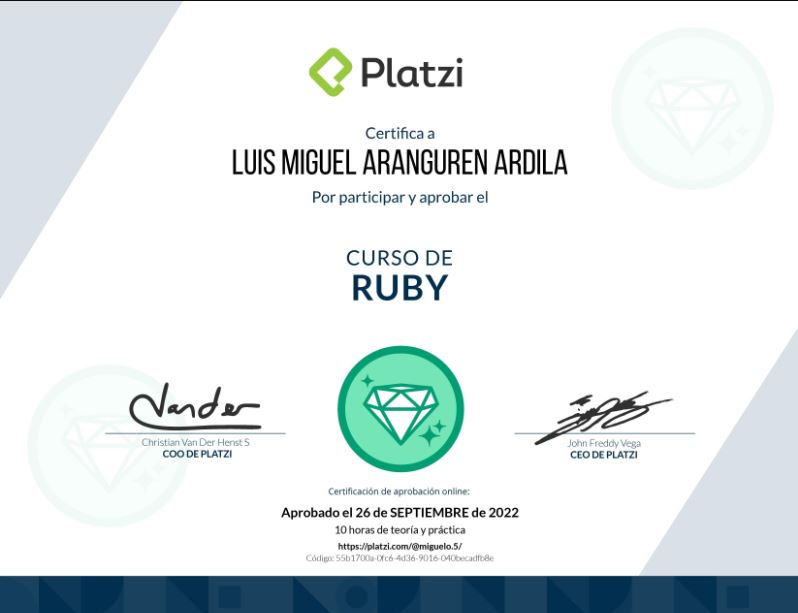 Platzi
Certifica a
LUIS MIGUEL ARANGUREN ARDILA
Por participar y aprobar el
CURSO DE
RUBY
Vander
Christian Van Der Henst S
COO DE PLATZI
John Freddy Vega
CEO DE PLATZI
Certificación de aprobación online:
Aprobado el 26 de SEPTIEMBRE de 2022
10 horas de teoría y práctica
https://platzi.com/@miguelo.5/
Código: 55b1700a-0fc6-4d36-9016-040becadfb8e